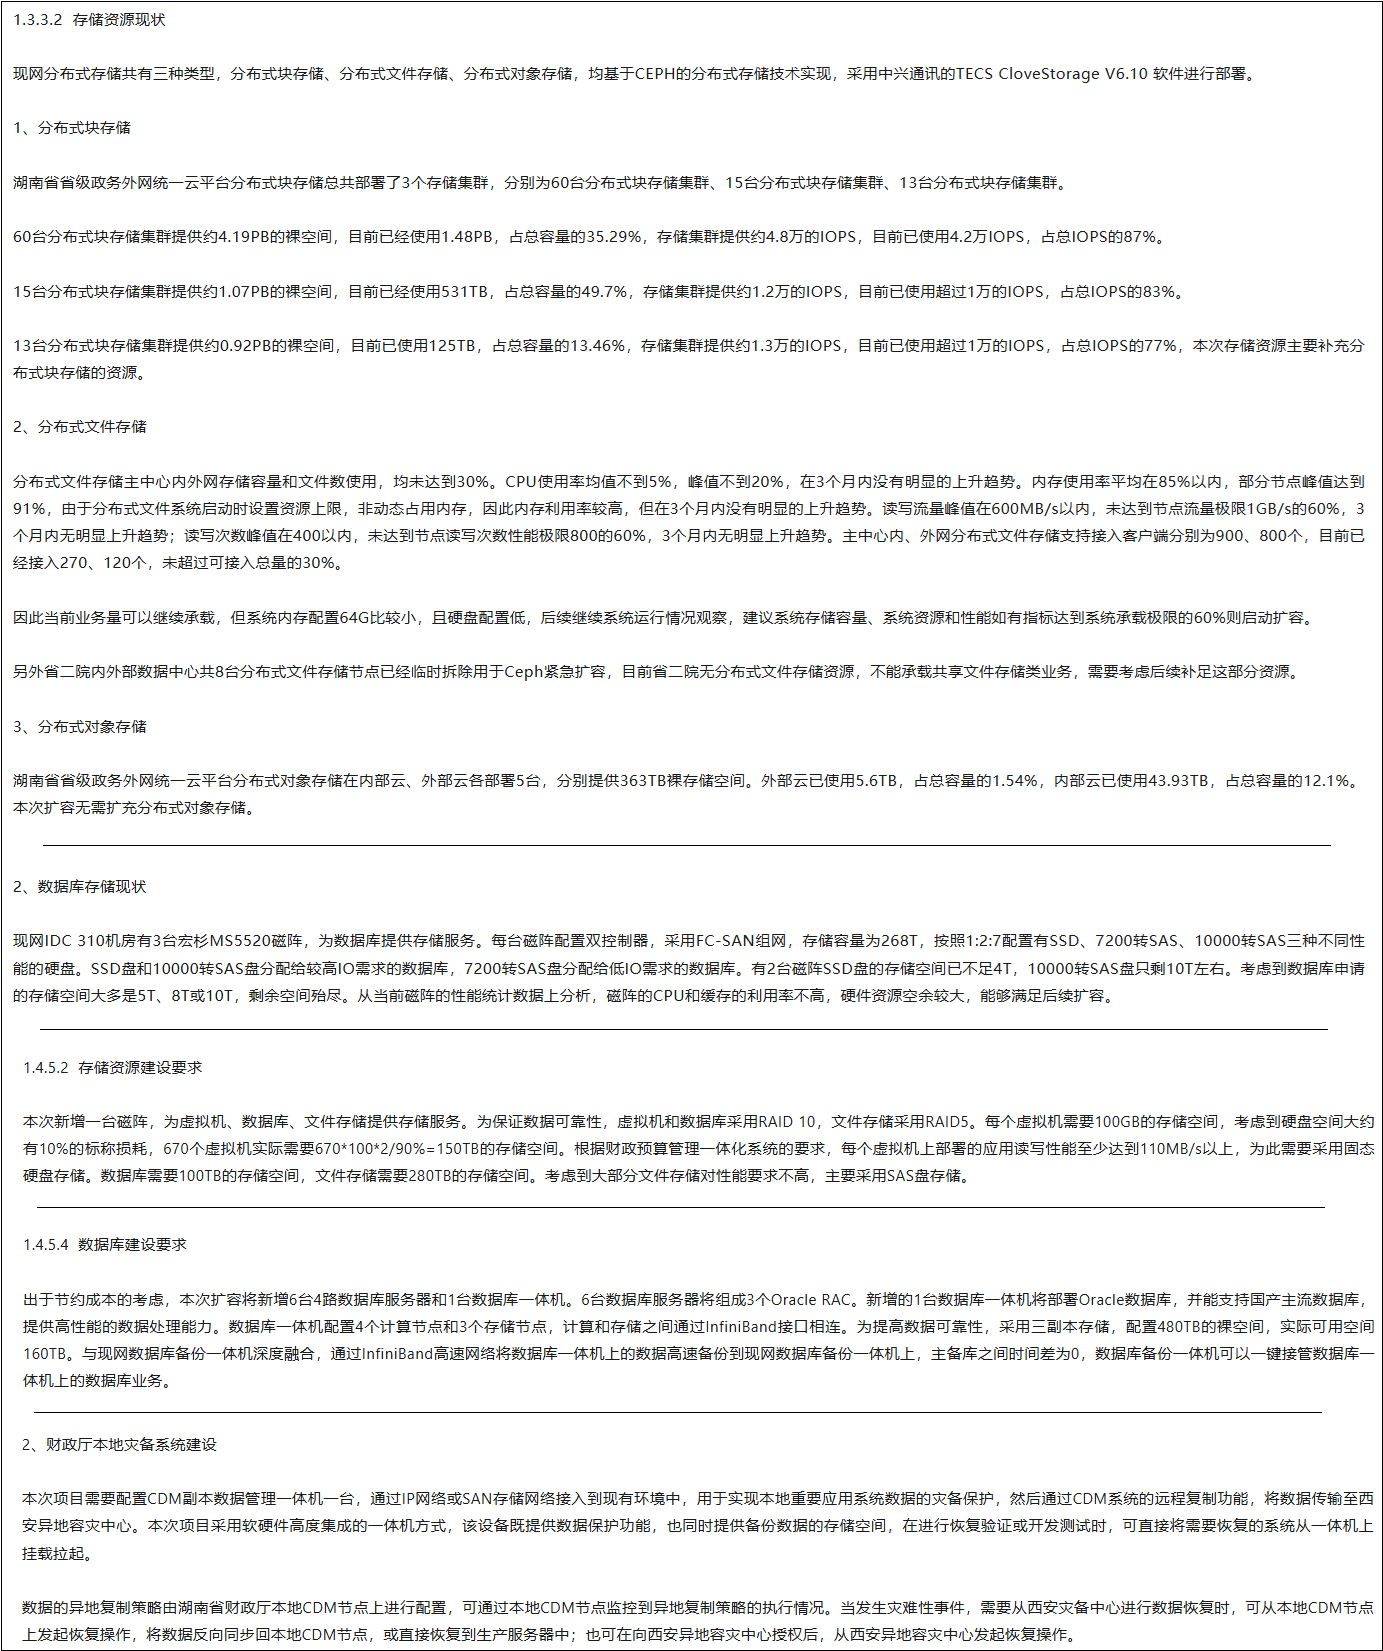 1.3.3.2 存储资源现状
现网分布式存储共有三种类型，分布式块存储、分布式文件存储、分布式对象存储，均基于CEPH的分布式存储技术实现，采用中兴通讯的TECS CloveStorage V6.10 软件进行部署。
1、分布式块存储
湖南省省级政务外网统一云平台分布式块存储总共部署了3个存储集群，分别为60台分布式块存储集群、15台分布式块存储集群、13台分布式块存储集群。
60台分布式块存储集群提供约4.19PB的裸空间，目前已经使用1.48PB，占总容量的35.29%，存储集群提供约4.8万的IOPS，目前已使用4.2万IOPS，占总IOPS的87%。
15台分布式块存储集群提供约1.07PB的裸空间，目前已经使用531TB，占总容量的49.7%，存储集群提供约1.2万的IOPS，目前已使用超过1万的IOPS，占总IOPS的83%。
13台分布式块存储集群提供约0.92PB的裸空间，目前已使用125TB，占总容量的13.46%，存储集群提供约1.3万的IOPS，目前已使用超过1万的IOPS，占总IOPS的77%，本次存储资源主要补充分
布式块存储的资源。
2、分布式文件存储
分布式文件存储主中心内外网存储容量和文件数使用，均未达到30%。CPU使用率均值不到5%，峰值不到20%，在3个月内没有明显的上升趋势。内存使用率平均在85%以内，部分节点峰值达到
91%，由于分布式文件系统启动时设置资源上限，非动态占用内存，因此内存利用率较高，但在3个月内没有明显的上升趋势。读写流量峰值在600MB/s以内，未达到节点流量极限1GB/s的60%，3
个月内无明显上升趋势；读写次数峰值在400以内，未达到节点读写次数性能极限800的60%，3个月内无明显上升趋势。主中心内、外网分布式文件存储支持接入客户端分别为900、800个，目前已
经接入270、120个，未超过可接入总量的30%。
因此当前业务量可以继续承载，但系统内存配置64G比较小，且硬盘配置低，后续继续系统运行情况观察，建议系统存储容量、系统资源和性能如有指标达到系统承载极限的60%则启动扩容。
另外省二院内外部数据中心共8台分布式文件存储节点已经临时拆除用于Ceph紧急扩容，目前省二院无分布式文件存储资源，不能承载共享文件存储类业务，需要考虑后续补足这部分资源。
3、分布式对象存储
湖南省省级政务外网统一云平台分布式对象存储在内部云、外部云各部署5台，分别提供363TB裸存储空间。外部云已使用5.6TB，占总容量的1.54%，内部云已使用43.93TB，占总容量的12.1%。
本次扩容无需扩充分布式对象存储。
2、数据库存储现状
现网IDC 310机房有3台宏杉MS5520磁阵，为数据库提供存储服务。每台磁阵配置双控制器，采用FC-SAN组网，存储容量为268T，按照1:2:7配置有SSD、7200转SAS、10000转SAS三种不同性
能的硬盘。SSD盘和10000转SAS盘分配给较高IO需求的数据库，7200转SAS盘分配给低IO需求的数据库。有2台磁阵SSD盘的存储空间已不足4T，10000转SAS盘只剩10T左右。考虑到数据库申请
的存储空间大多是5T、8T或10T，剩余空间殆尽。从当前磁阵的性能统计数据上分析，磁阵的CPU和缓存的利用率不高，硬件资源空余较大，能够满足后续扩容。
1.4.5.2 存储资源建设要求
本次新增一台磁阵，为虚拟机、数据库、文件存储提供存储服务。为保证数据可靠性，虚拟机和数据库采用RAID 10，文件存储采用RAID5。每个虚拟机需要100GB的存储空间，考虑到硬盘空间大约
有10%的标称损耗，670个虚拟机实际需要670*100*2/90%=150TB的存储空间。根据财政预算管理一体化系统的要求，每个虚拟机上部署的应用读写性能至少达到110MB/s以上，为此需要采用固态
硬盘存储。数据库需要100TB的存储空间，文件存储需要280TB的存储空间。考虑到大部分文件存储对性能要求不高，主要采用SAS盘存储。
1.4.5.4 数据库建设要求
出于节约成本的考虑，本次扩容将新增6台4路数据库服务器和1台数据库一体机。6台数据库服务器将组成3个Oracle RAC。新增的1台数据库一体机将部署Oracle数据库，并能支持国产主流数据库，
提供高性能的数据处理能力。数据库一体机配置4个计算节点和3个存储节点，计算和存储之间通过InfiniBand接口相连。为提高数据可靠性，采用三副本存储，配置480TB的裸空间，实际可用空间
160TB。与现网数据库备份一体机深度融合，通过InfiniBand高速网络将数据库一体机上的数据高速备份到现网数据库备份一体机上，主备库之间时间差为0，数据库备份一体机可以一键接管数据库一
体机上的数据库业务。
2、财政厅本地灾备系统建设
本次项目需要配置CDM副本数据管理一体机一台，通过IP网络或SAN存储网络接入到现有环境中，用于实现本地重要应用系统数据的灾备保护，然后通过CDM系统的远程复制功能，将数据传输至西
安异地容灾中心。本次项目采用软硬件高度集成的一体机方式，该设备既提供数据保护功能，也同时提供备份数据的存储空间，在进行恢复验证或开发测试时，可直接将需要恢复的系统从一体机上
挂载拉起。
数据的异地复制策略由湖南省财政厅本地CDM节点上进行配置，可通过本地CDM节点监控到异地复制策略的执行情况。当发生灾难性事件，需要从西安灾备中心进行数据恢复时，可从本地CDM节点
上发起恢复操作，将数据反向同步回本地CDM节点，或直接恢复到生产服务器中；也可在向西安异地容灾中心授权后，从西安异地容灾中心发起恢复操作。